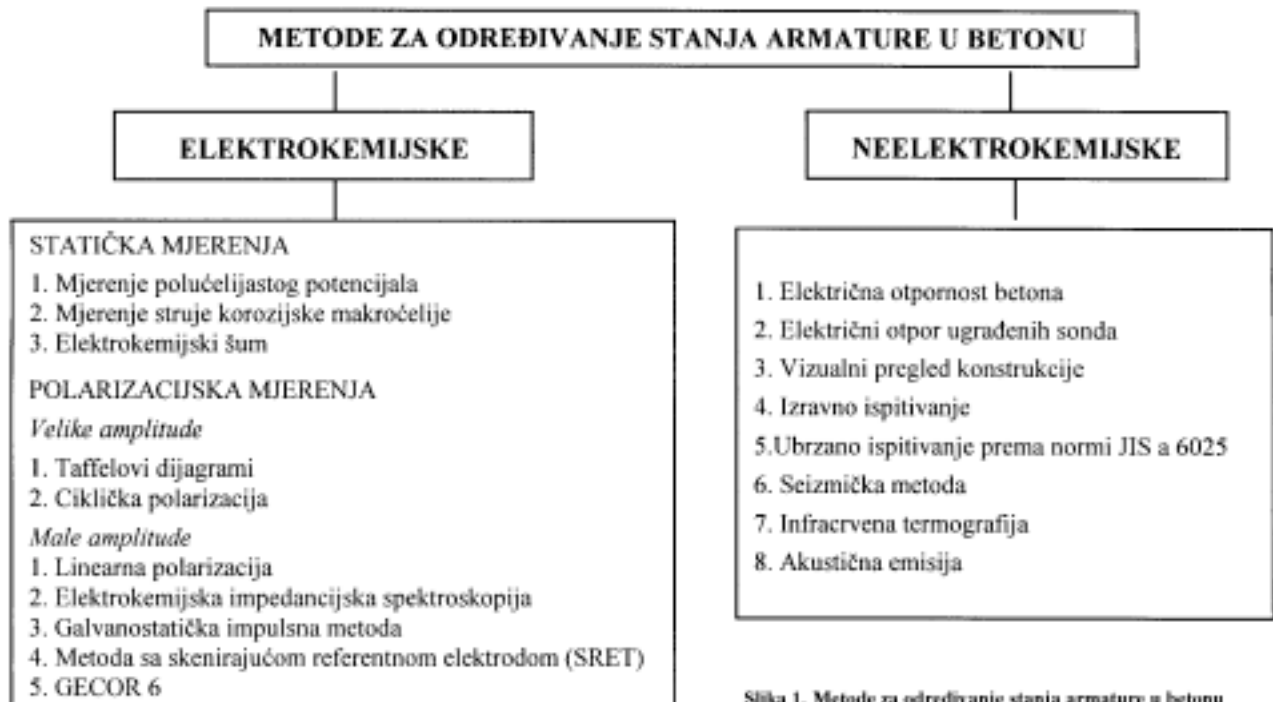 METODE ZA ODREĐIVANJE STANJA ARMATURE U BETONU
ELEKTROKEMIJSKE
STATIČKA MJERENJA
1. Mjerenje polućelijastog potencijala
2. Mjerenje struje korozijske makroćelije
3. Elektrokemijski šum
POLARIZACIJSKA MJERENJA
Velike amplitude
1. Taffelovi dijagrami
2. Ciklička polarizacija
Male amplitude
1. Linearna polarizacija
2. Elektrokemijska impedancijska spektroskopija
3. Galvanostatička impulsna metoda
4. Metoda sa skenirajućom referentnom elektrodom (SRET)
5. GECOR 6
NEELEKTROKEMIJSKE
1. Električna otpornost betona
2. Električni otpor ugrađenih sonda
3. Vizualni pregled konstrukcije
4. Izravno ispitivanje
5.Ubrzano ispitivanje prema normi JIS a 6025
6. Seizmička metoda
7. Infracrvena termografija
8. Akustična emisija
Slika 1. Metode za određivanje stanja armature u betonu